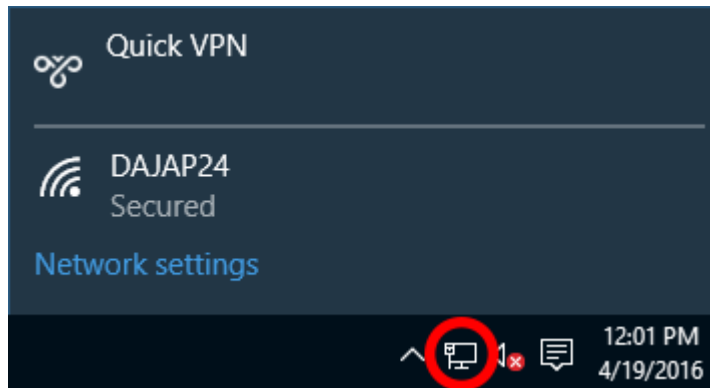 Quick VPN
DAJAP24
Secured
Network settings
12:01 PM
4/19/2016